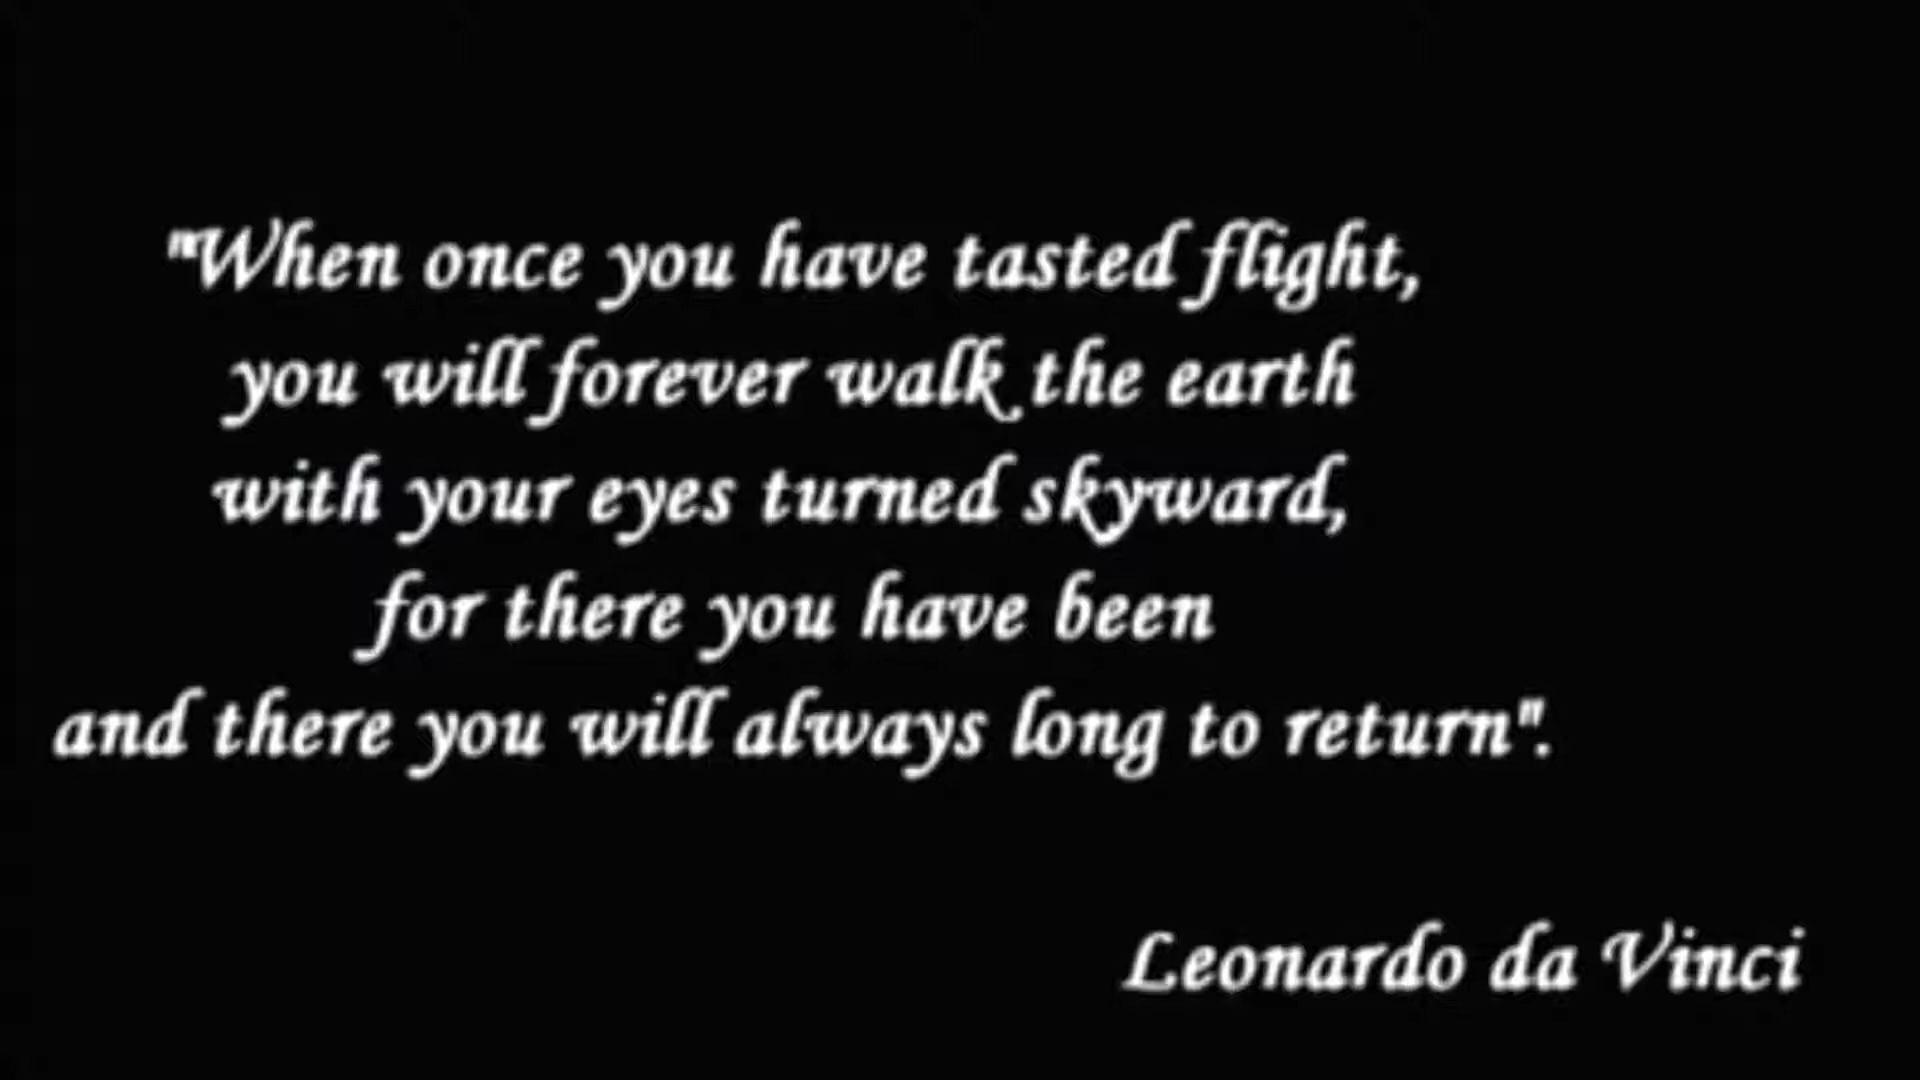 "When once you have tasted flight,
you will forever walk the earth
with your eyes turned skyward,
for there you have been
and there you will always long to return".
Leonardo da Vinci